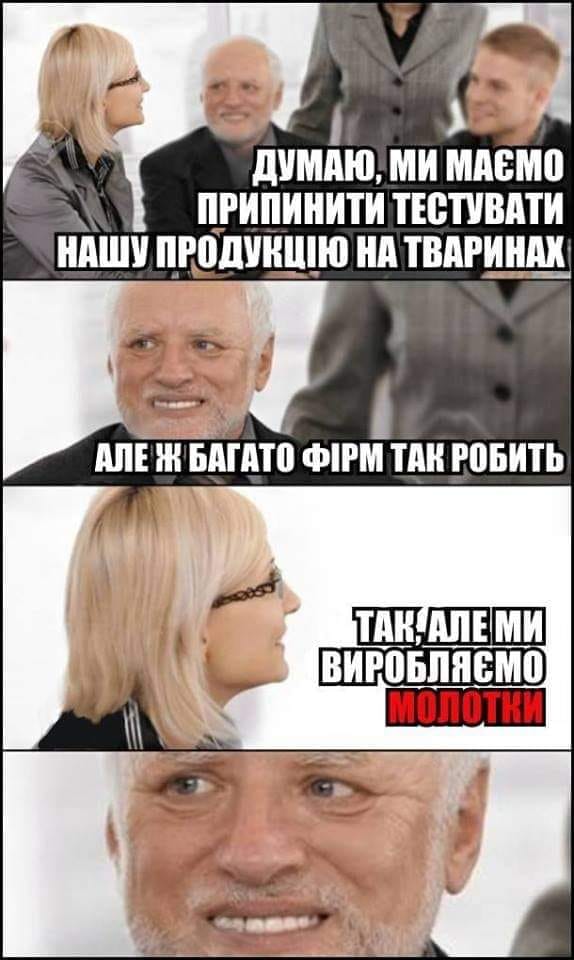 ДУМАЮ, МИ МАЄМО
ПРИПИНИТИ ТЕСТУВАТИ
НАШУ ПРОДУКЦІЮ НА ТВАРИНАХ
АЛЕ Ж БАГАТО ФІРМ ТАК РОБИТЬ
ТАК, АЛЕ МИ
ВИРОБЛЯЄМО
МОЛОТКИ